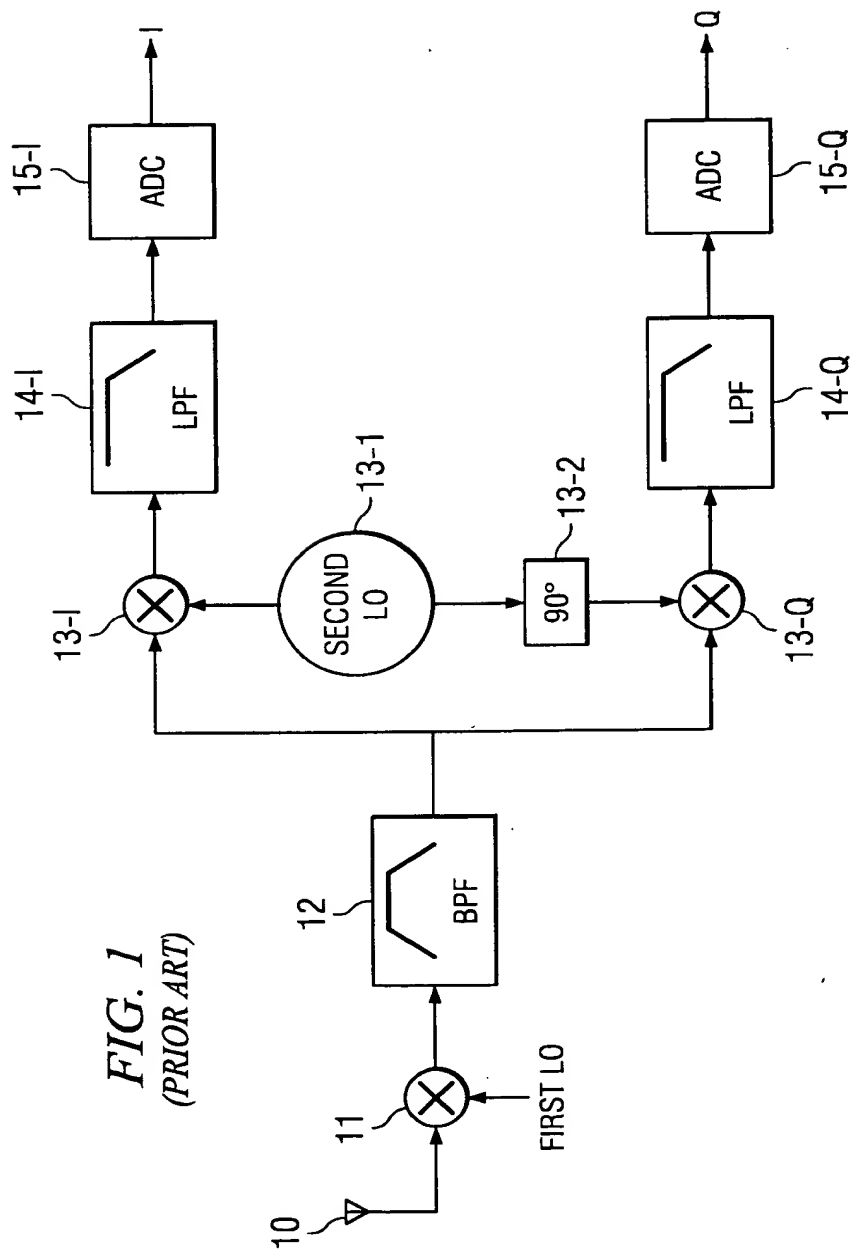 FIG. 1
(PRIOR ART)
10
11
FIRST LO
12
BPF
13-I
SECOND
LO
13-1
90°
13-2
13-Q
14-I
LPF
14-Q
LPF
15-I
ADC
15-Q
ADC
I
Q